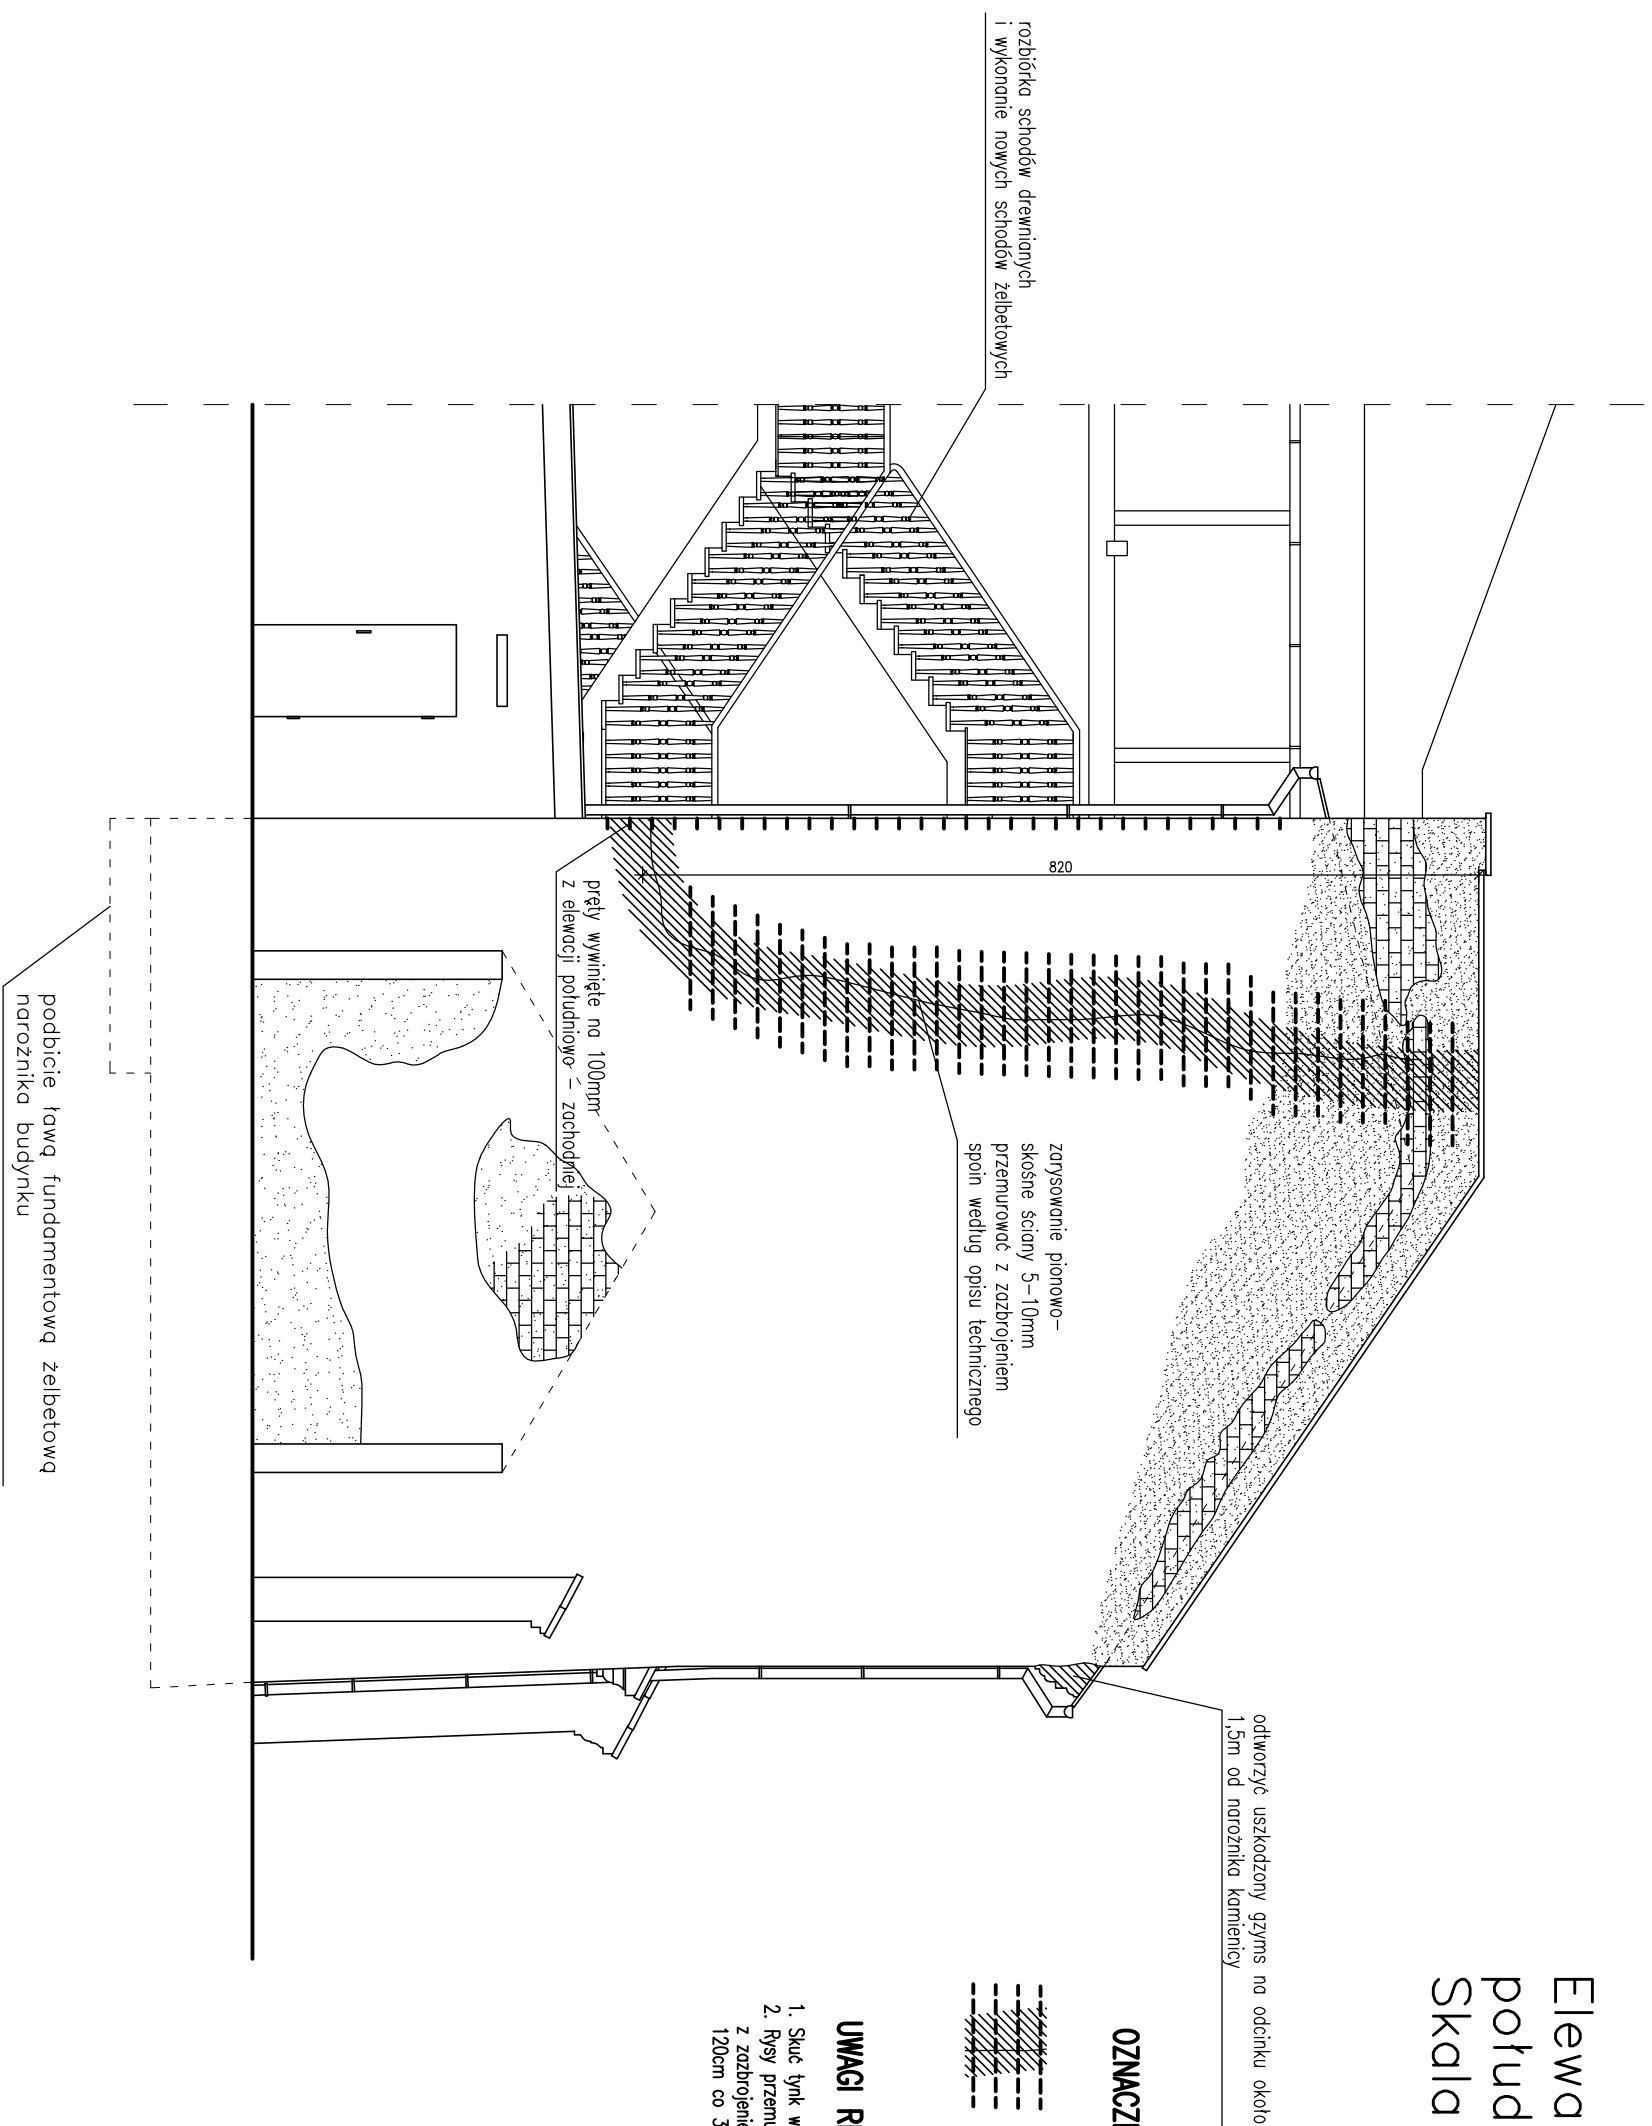 Elewa
połud
Skala
rozbiórka schodów drewnianych
i wykonanie nowych schodów żelbetowych
odtworzyć uszkodzony gzyms na odcinku około
1,5m od narożnika kamienicy
820
zarysowanie pionowo-
skośne ściany 5-10mm
przemurować z zazbrojeniem
spoin według opisu technicznego
pręty wywinięte na 100mm
z elewacji południowo - zachodniej
podbicie ławą fundamentową żelbetową
narożnika budynku
OZNACZ
UWAGI R
1. Skuć tynk w
2. Rysy przemu
z zazbrojenie
120cm co 3